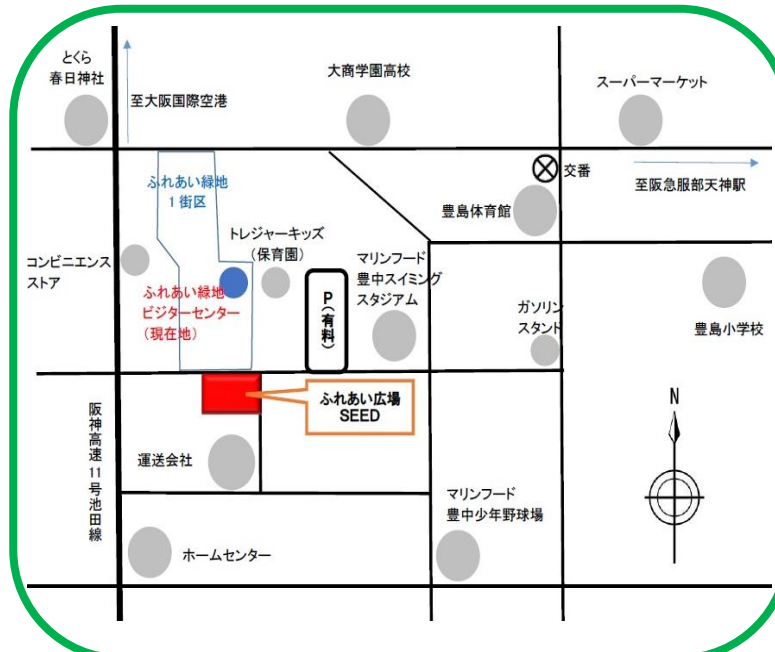 とくら
春日神社
至大阪国際空港
大商学園高校
スーパーマーケット
ふれあい緑地
1街区
交番
至阪急服部天神駅
豊島体育館
トレジャーキッズ
(保育園)
コンビニエンス
ストア
マリンフード
豊中スイミング
スタジアム
ふれあい緑地
ビジターセンター
(現在地)
P(有料)
ガソリン
スタンド
豊島小学校
ふれあい広場
SEED
N
阪神高速11号池田線
運送会社
マリンフード
豊中少年野球場
ホームセンター